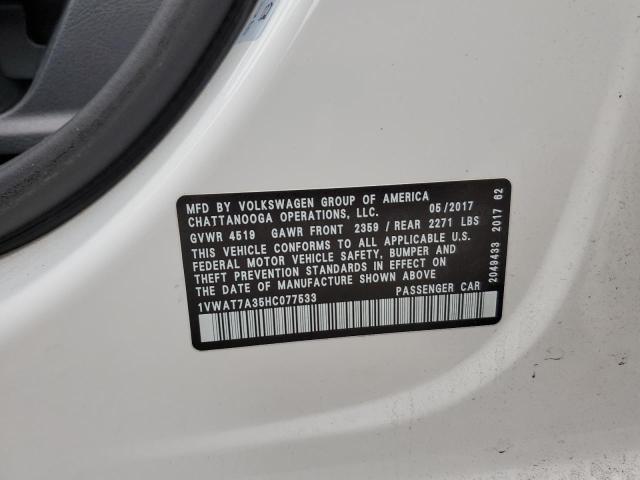 MFD BY VOLKSWAGEN GROUP OF AMERICA
CHATTANOOGA OPERATIONS, LLC. 05/2017
GVWR 4519 GAWR FRONT 2359 / REAR 2271 LBS
THIS VEHICLE CONFORMS TO ALL APPLICABLE U.S.
FEDERAL MOTOR VEHICLE SAFETY, BUMPER AND
THEFT PREVENTION STANDARDS IN EFFECT ON
THE DATE OF MANUFACTURE SHOWN ABOVE
1VWAT7A35HC077533 PASSENGER CAR
2049433 2017 62